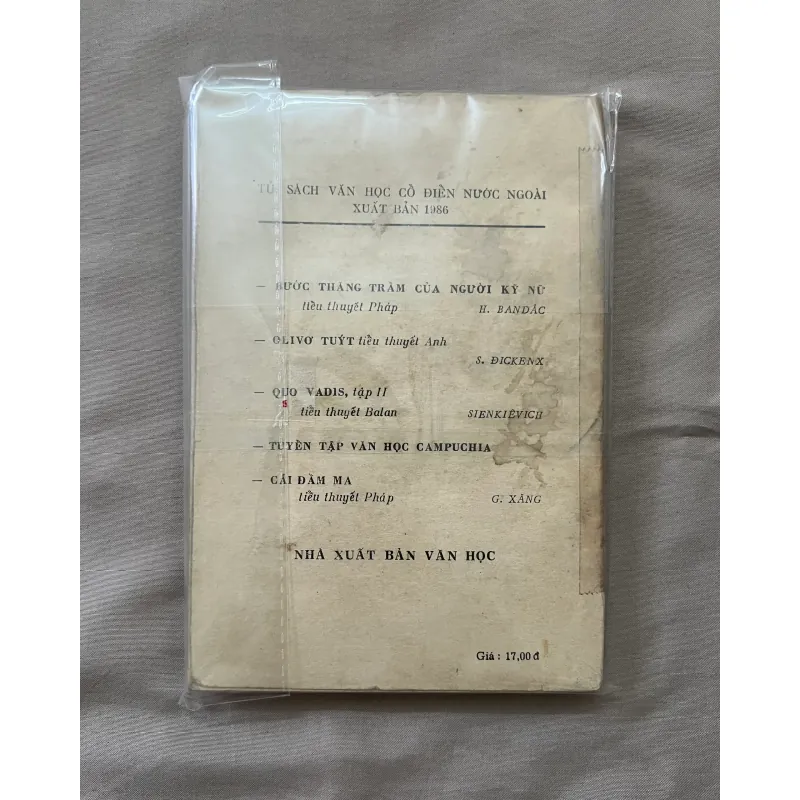 TỦ SÁCH VĂN HỌC CỔ ĐIỂN NƯỚC NGOÀI
XUẤT BẢN 1986
— BƯỚC THĂNG TRẦM CỦA NGƯỜI KỸ NỮ
tiểu thuyết Pháp H. BANDẮC
— OLIVƠ TUÝT tiểu thuyết Anh
S. ĐICKENX
— QUO VADIS, tập II
tiểu thuyết Balan SIENKIÊVICH
— TUYỂN TẬP VĂN HỌC CAMPUCHIA
— CÁI ĐẦM MA
tiểu thuyết Pháp G. XĂNG
NHÀ XUẤT BẢN VĂN HỌC
Giá : 17,00 đ